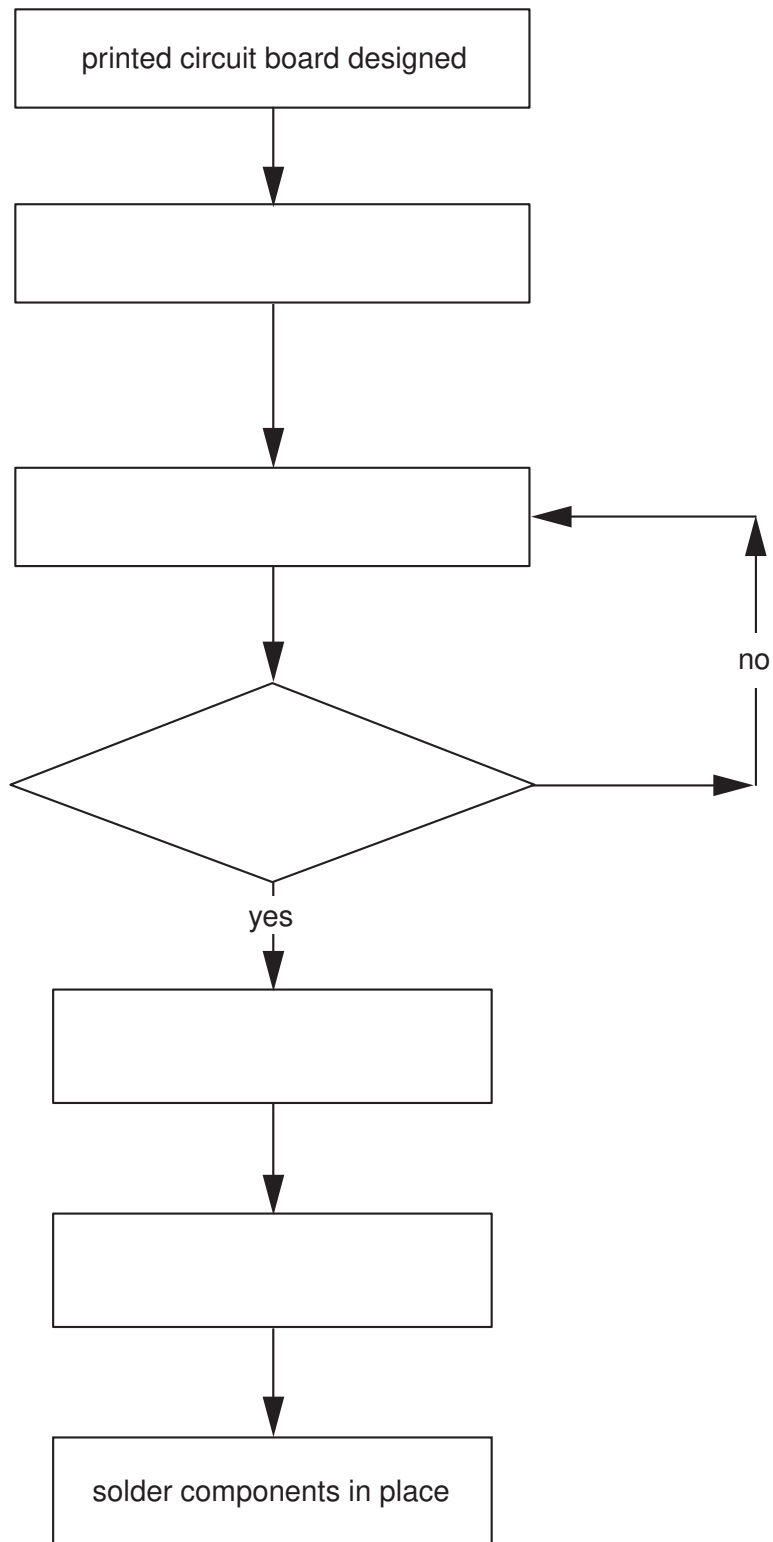 printed circuit board designed
no
yes
solder components in place